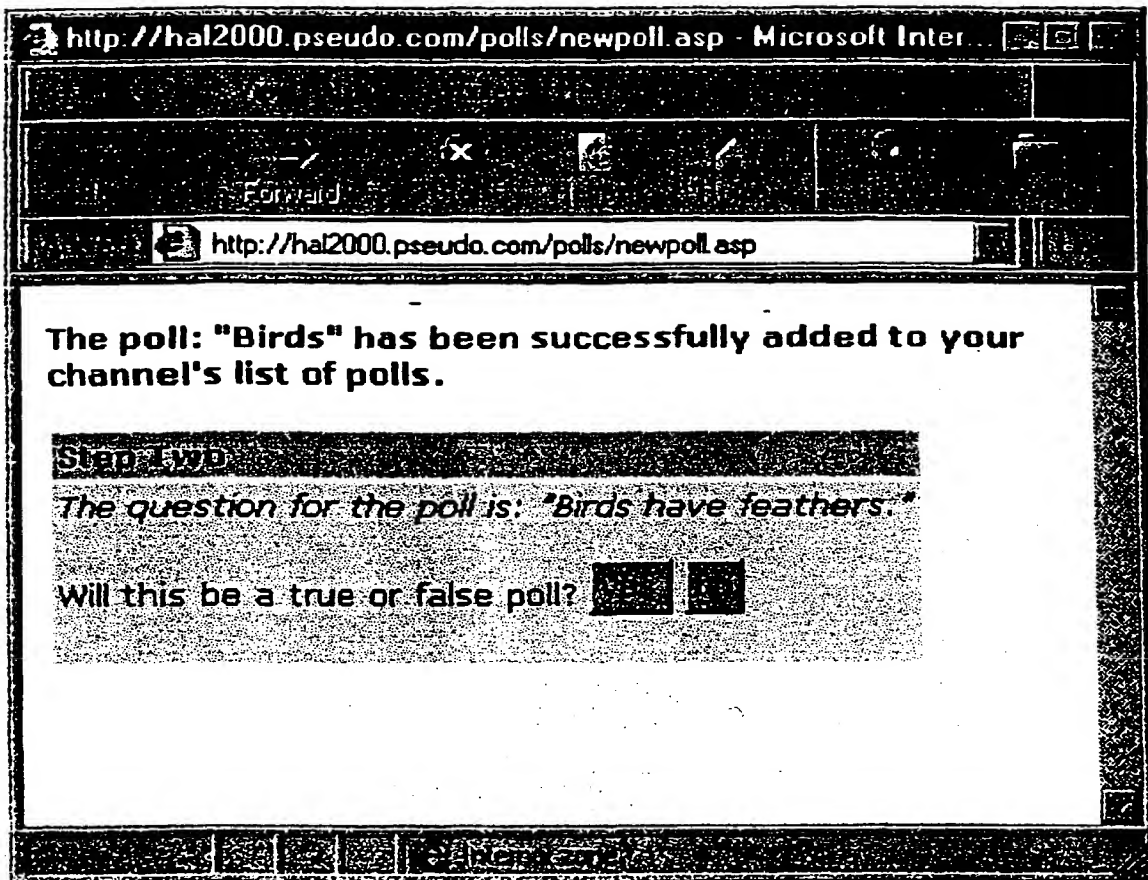 http://hal2000.pseudo.com/polls/newpoll.asp - Microsoft Inter...
Forward
http://hal2000.pseudo.com/polls/newpoll.asp
The poll: "Birds" has been successfully added to your
channel's list of polls.
Step Two
The question for the poll is: "Birds have feathers."
Will this be a true or false poll?
Internet zone